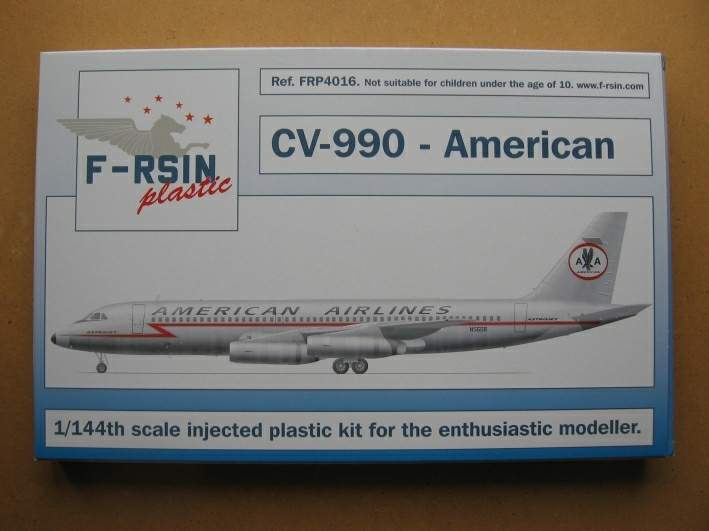 Ref. FRP4016. Not suitable for children under the age of 10. www.f-rsin.com
F-RSIN
plastic
CV-990 - American
A A
AMERICAN AIRLINES
ASTROJET
1/144th scale injected plastic kit for the enthusiastic modeller.